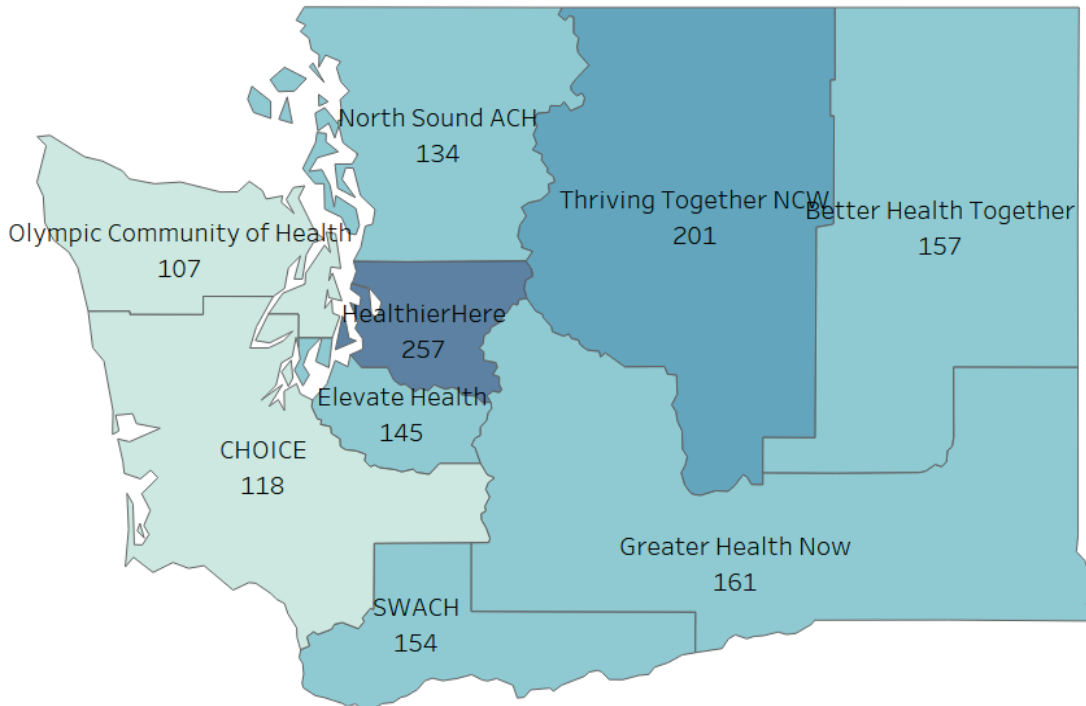 North Sound ACH
134
Thriving Together NCW
201
Better Health Together
157
Olympic Community of Health
107
HealthierHere
257
Elevate Health
145
CHOICE
118
Greater Health Now
161
SWACH
154